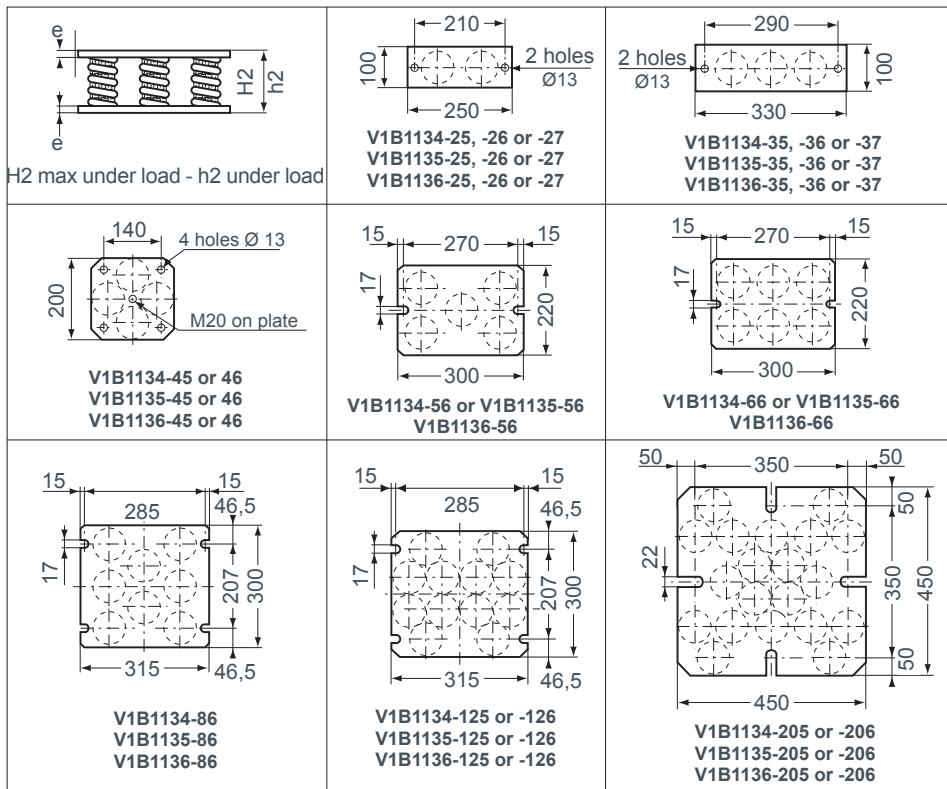 e
H2
h2
e
H2 max under load - h2 under load
210
100
2 holes
Ø13
250
V1B1134-25, -26 or -27
V1B1135-25, -26 or -27
V1B1136-25, -26 or -27
290
2 holes
Ø13
100
330
V1B1134-35, -36 or -37
V1B1135-35, -36 or -37
V1B1136-35, -36 or -37
140
4 holes Ø 13
200
M20 on plate
V1B1134-45 or 46
V1B1135-45 or 46
V1B1136-45 or 46
15
270
15
17
220
300
V1B1134-56 or V1B1135-56
V1B1136-56
15
270
15
17
220
300
V1B1134-66 or V1B1135-66
V1B1136-66
15
15
285
46,5
17
207
300
315
46,5
V1B1134-86
V1B1135-86
V1B1136-86
15
15
285
46,5
17
207
300
315
46,5
V1B1134-125 or -126
V1B1135-125 or -126
V1B1136-125 or -126
50
350
50
50
22
350
450
50
450
V1B1134-205 or -206
V1B1135-205 or -206
V1B1136-205 or -206